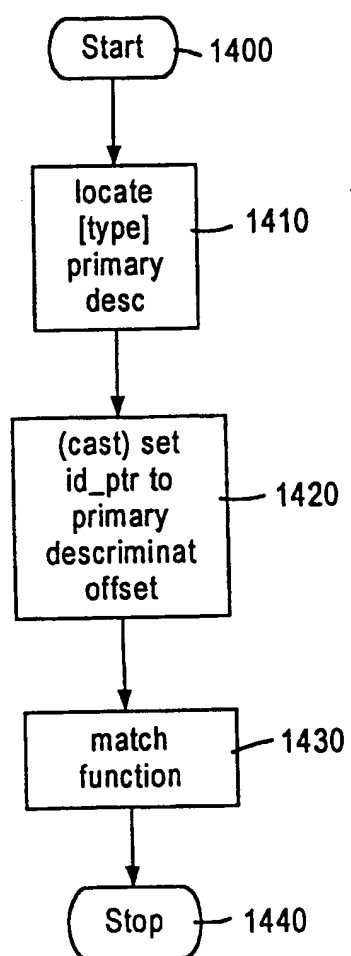 Start
1400
locate
[type]
primary
desc
1410
(cast) set
id_ptr to
primary
descriminat
offset
1420
match
function
1430
Stop
1440